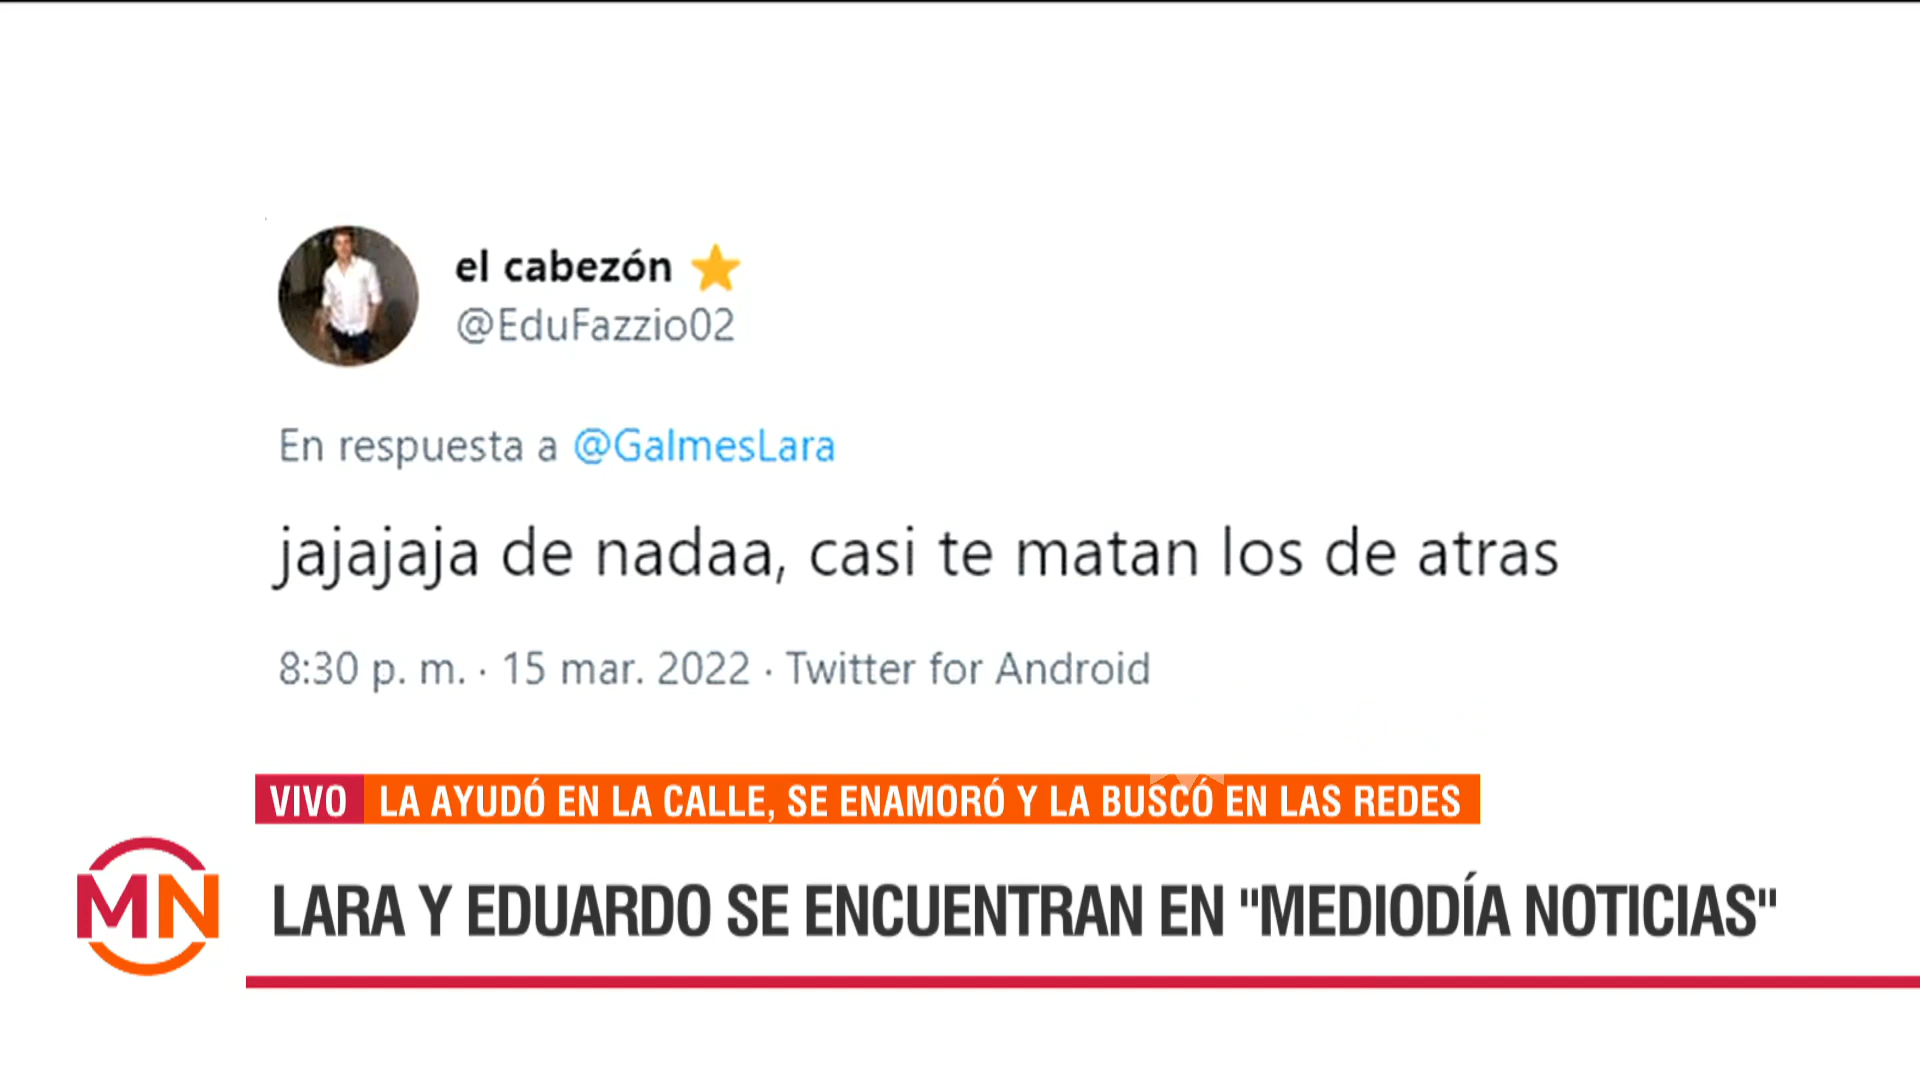 el cabezón
@EduFazzio02
En respuesta a @GalmesLara
jajajaja de nadaa, casi te matan los de atras
8:30 p. m. · 15 mar. 2022 · Twitter for Android
VIVO LA AYUDÓ EN LA CALLE, SE ENAMORÓ Y LA BUSCÓ EN LAS REDES
MN
LARA Y EDUARDO SE ENCUENTRAN EN "MEDIODÍA NOTICIAS"